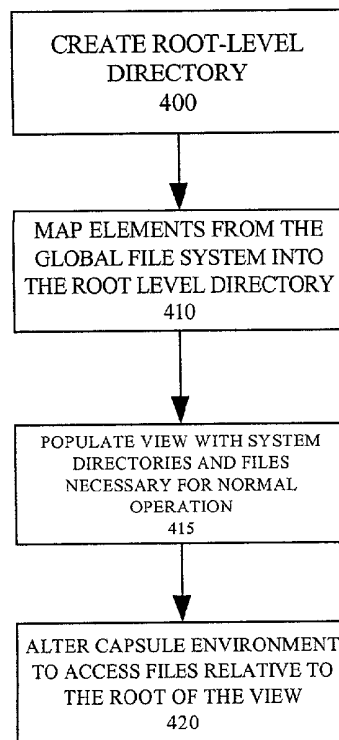 CREATE ROOT-LEVEL
DIRECTORY
400
MAP ELEMENTS FROM THE
GLOBAL FILE SYSTEM INTO
THE ROOT LEVEL DIRECTORY
410
POPULATE VIEW WITH SYSTEM
DIRECTORIES AND FILES
NECESSARY FOR NORMAL
OPERATION
415
ALTER CAPSULE ENVIRONMENT
TO ACCESS FILES RELATIVE TO
THE ROOT OF THE VIEW
420